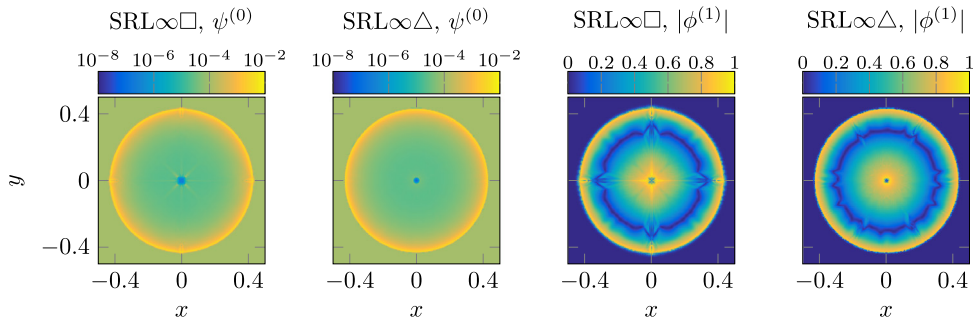 SRL∞□, ψ⁽⁰⁾ SRL∞△, ψ⁽⁰⁾ SRL∞□, |ϕ⁽¹⁾| SRL∞△, |ϕ⁽¹⁾|
10⁻⁸ 10⁻⁶ 10⁻⁴ 10⁻² 10⁻⁸ 10⁻⁶ 10⁻⁴ 10⁻² 0 0.2 0.4 0.6 0.8 1 0 0.2 0.4 0.6 0.8 1
0.4
y 0
−0.4
−0.4 0 0.4 −0.4 0 0.4 −0.4 0 0.4 −0.4 0 0.4
x x x x